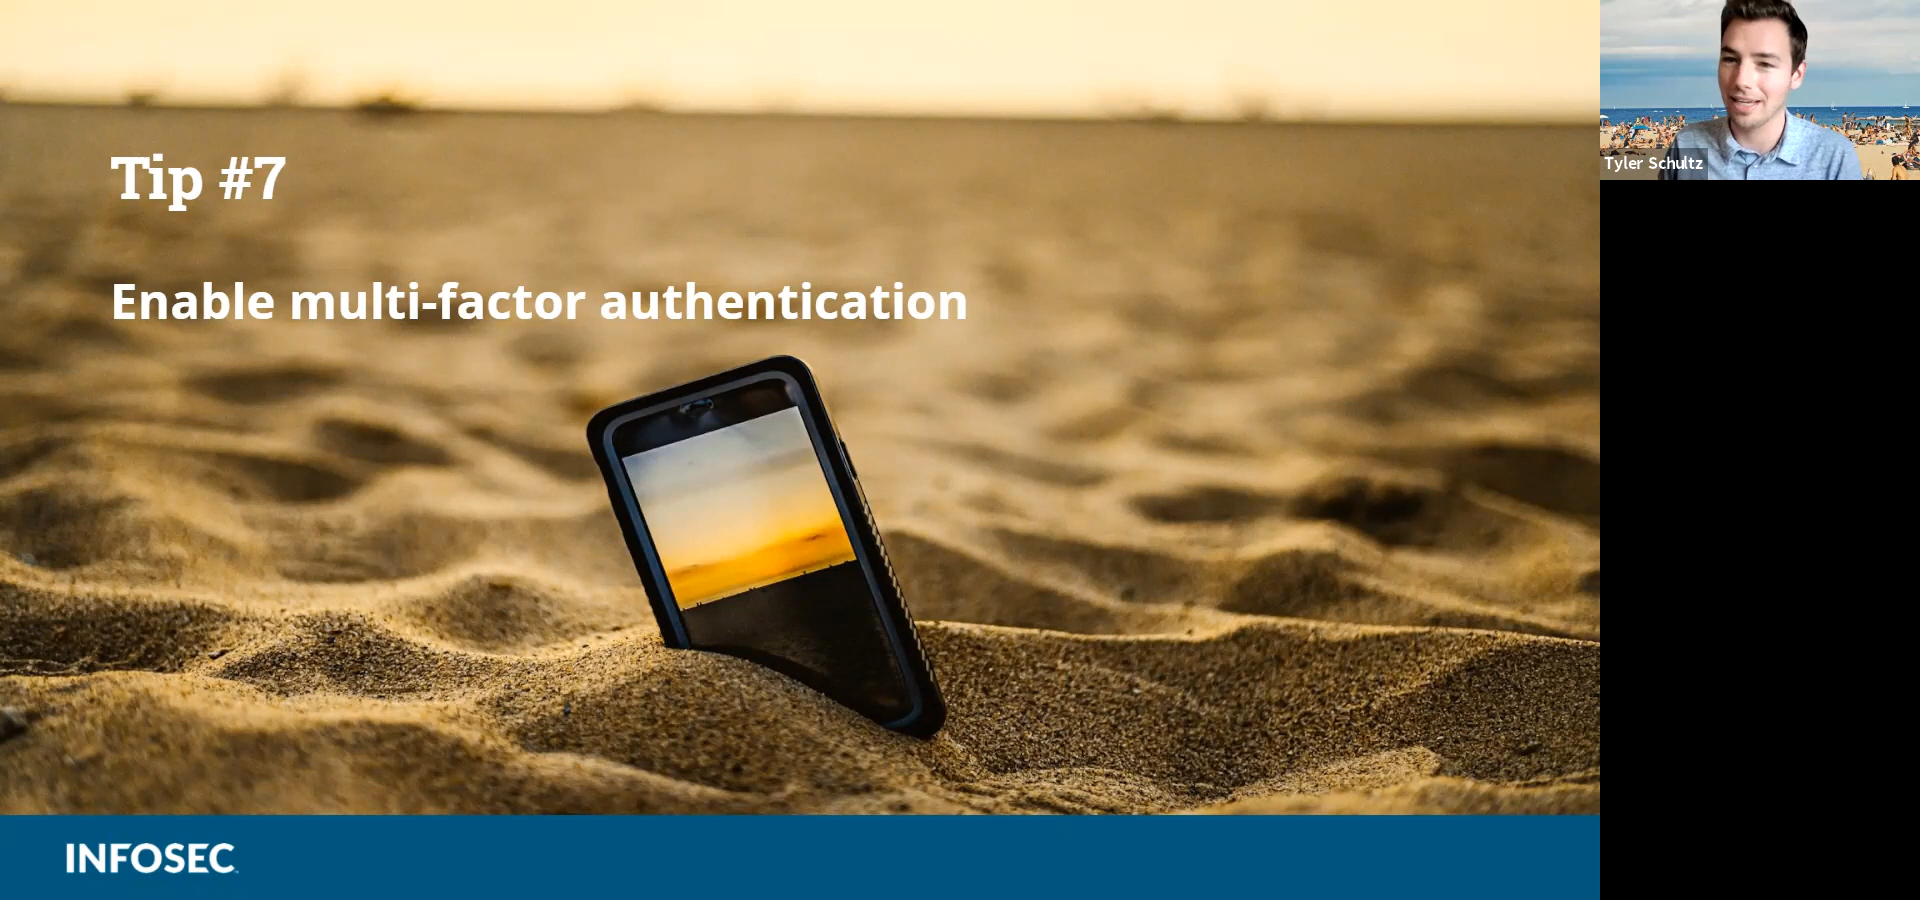 Tip #7
Enable multi-factor authentication
Tyler Schultz
INFOSEC